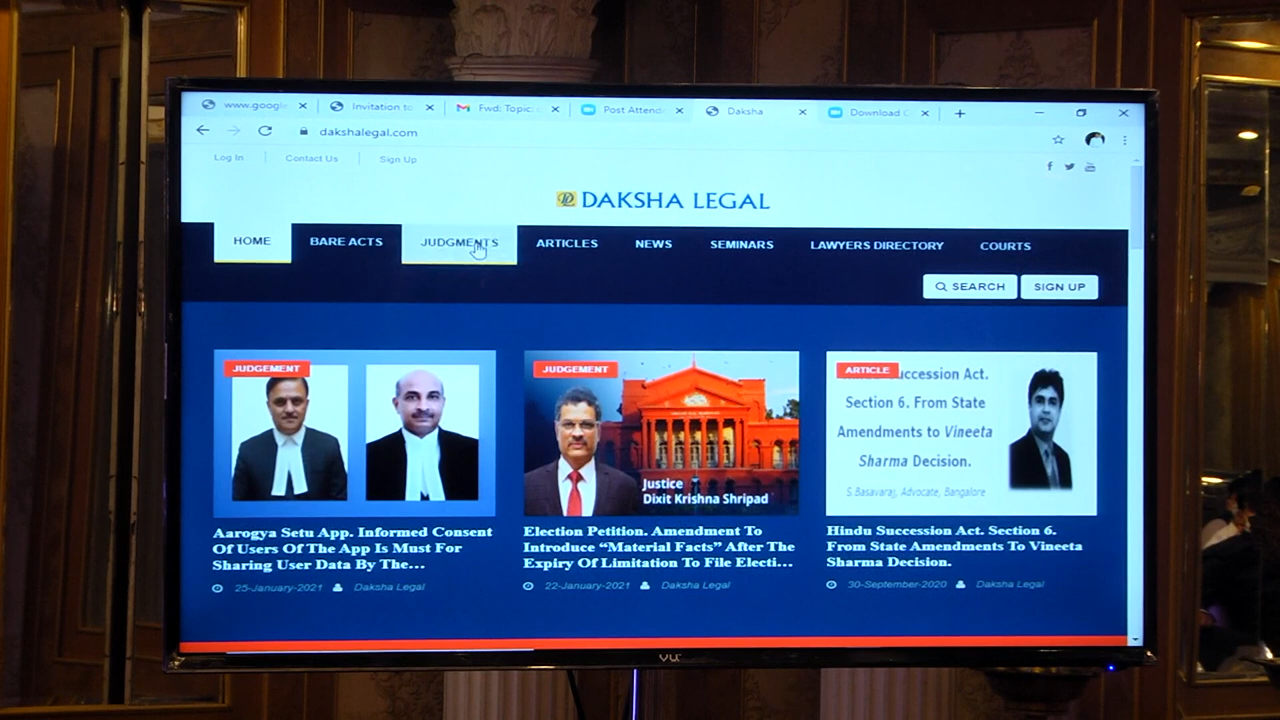 www.google
Invitation to
Fwd: Topic:
Post Attend
Daksha
Download C
dakshalegal.com
Log In
Contact Us
Sign Up
DAKSHA LEGAL
HOME
BARE ACTS
JUDGMENTS
ARTICLES
NEWS
SEMINARS
LAWYERS DIRECTORY
COURTS
SEARCH
SIGN UP
JUDGEMENT
JUDGEMENT
Justice
Dixit Krishna Shripad
ARTICLE
uccession Act.
Section 6. From State
Amendments to Vineeta
Sharma Decision.
S.Basavaraj, Advocate, Bangalore
Aarogya Setu App. Informed Consent
Of Users Of The App Is Must For
Sharing User Data By The...
25-January-2021 Daksha Legal
Election Petition. Amendment To
Introduce “Material Facts” After The
Expiry Of Limitation To File Electi...
22-January-2021 Daksha Legal
Hindu Succession Act. Section 6.
From State Amendments To Vineeta
Sharma Decision.
30-September-2020 Daksha Legal
VU